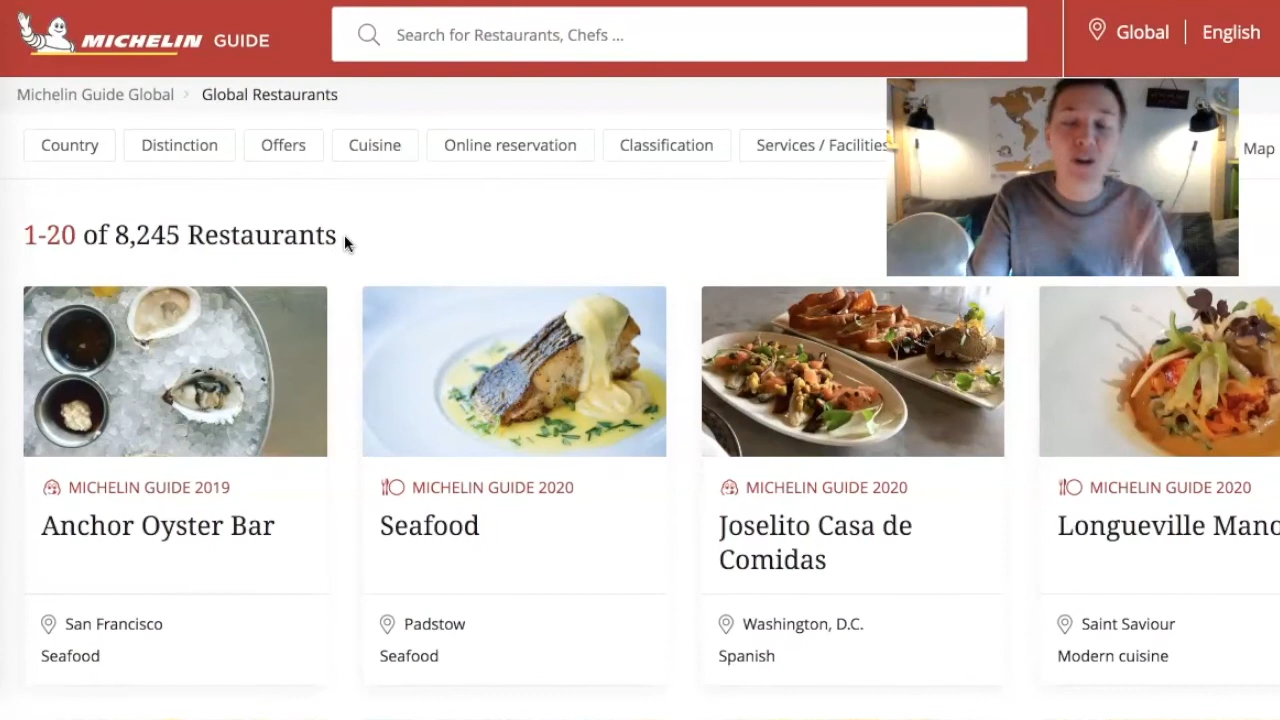 MICHELIN GUIDE
Search for Restaurants, Chefs ...
Global
English
Michelin Guide Global > Global Restaurants
Country
Distinction
Offers
Cuisine
Online reservation
Classification
Services / Facilities
Map
1-20 of 8,245 Restaurants
MICHELIN GUIDE 2019
Anchor Oyster Bar
San Francisco
Seafood
MICHELIN GUIDE 2020
Seafood
Padstow
Seafood
MICHELIN GUIDE 2020
Joselito Casa de
Comidas
Washington, D.C.
Spanish
MICHELIN GUIDE 2020
Longueville Mano
Saint Saviour
Modern cuisine